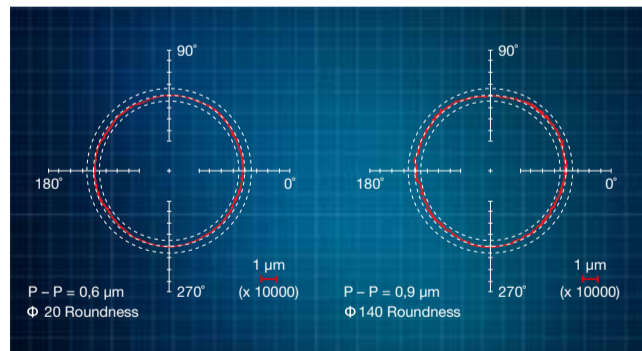 90°
180°
0°
270°
1 µm
(x 10000)
P – P = 0,6 µm
Φ 20 Roundness
90°
180°
0°
270°
1 µm
(x 10000)
P – P = 0,9 µm
Φ 140 Roundness